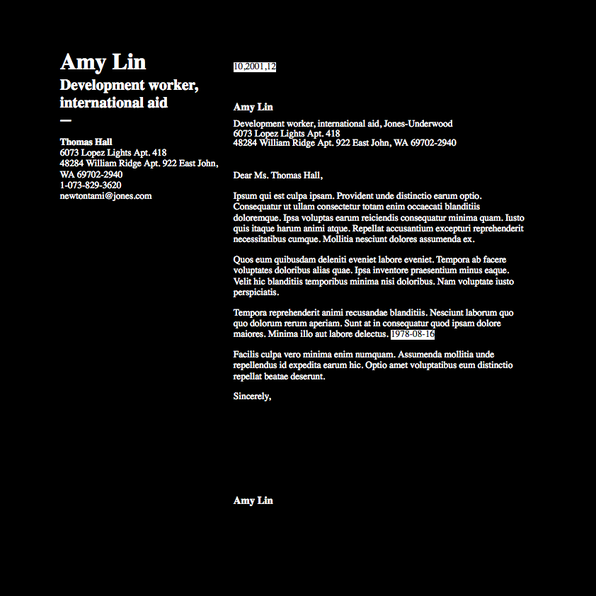 Amy Lin
Development worker,
international aid
—
Thomas Hall
6073 Lopez Lights Apt. 418
48284 William Ridge Apt. 922 East John,
WA 69702-2940
1-073-829-3620
newtontami@jones.com
10,2001,12
Amy Lin
Development worker, international aid, Jones-Underwood
6073 Lopez Lights Apt. 418
48284 William Ridge Apt. 922 East John, WA 69702-2940
Dear Ms. Thomas Hall,
Ipsum qui est culpa ipsam. Provident unde distinctio earum optio.
Consequatur ut ullam consectetur totam enim occaecati blanditiis
doloremque. Ipsa voluptas earum reiciendis consequatur minima quam. Iusto
quis itaque harum animi atque. Repellat accusantium excepturi reprehenderit
necessitatibus cumque. Mollitia nesciunt dolores assumenda ex.
Quos eum quibusdam deleniti eveniet labore eveniet. Tempora ab facere
voluptates doloribus alias quae. Ipsa inventore praesentium minus eaque.
Velit hic blanditiis temporibus minima nisi doloribus. Nam voluptate iusto
perspiciatis.
Tempora reprehenderit animi recusandae blanditiis. Nesciunt laborum quo
quo dolorum rerum aperiam. Sunt at in consequatur quod ipsam dolore
maiores. Minima illo aut labore delectus. 1978-08-16
Facilis culpa vero minima enim numquam. Assumenda mollitia unde
repellendus id expedita earum hic. Optio amet voluptatibus eum distinctio
repellat beatae deserunt.
Sincerely,
Amy Lin